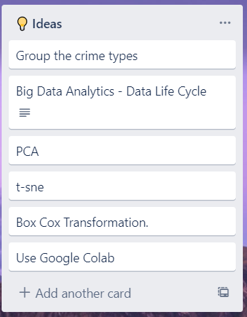 Ideas
Group the crime types
Big Data Analytics - Data Life Cycle
PCA
t-sne
Box Cox Transformation.
Use Google Colab
+ Add another card